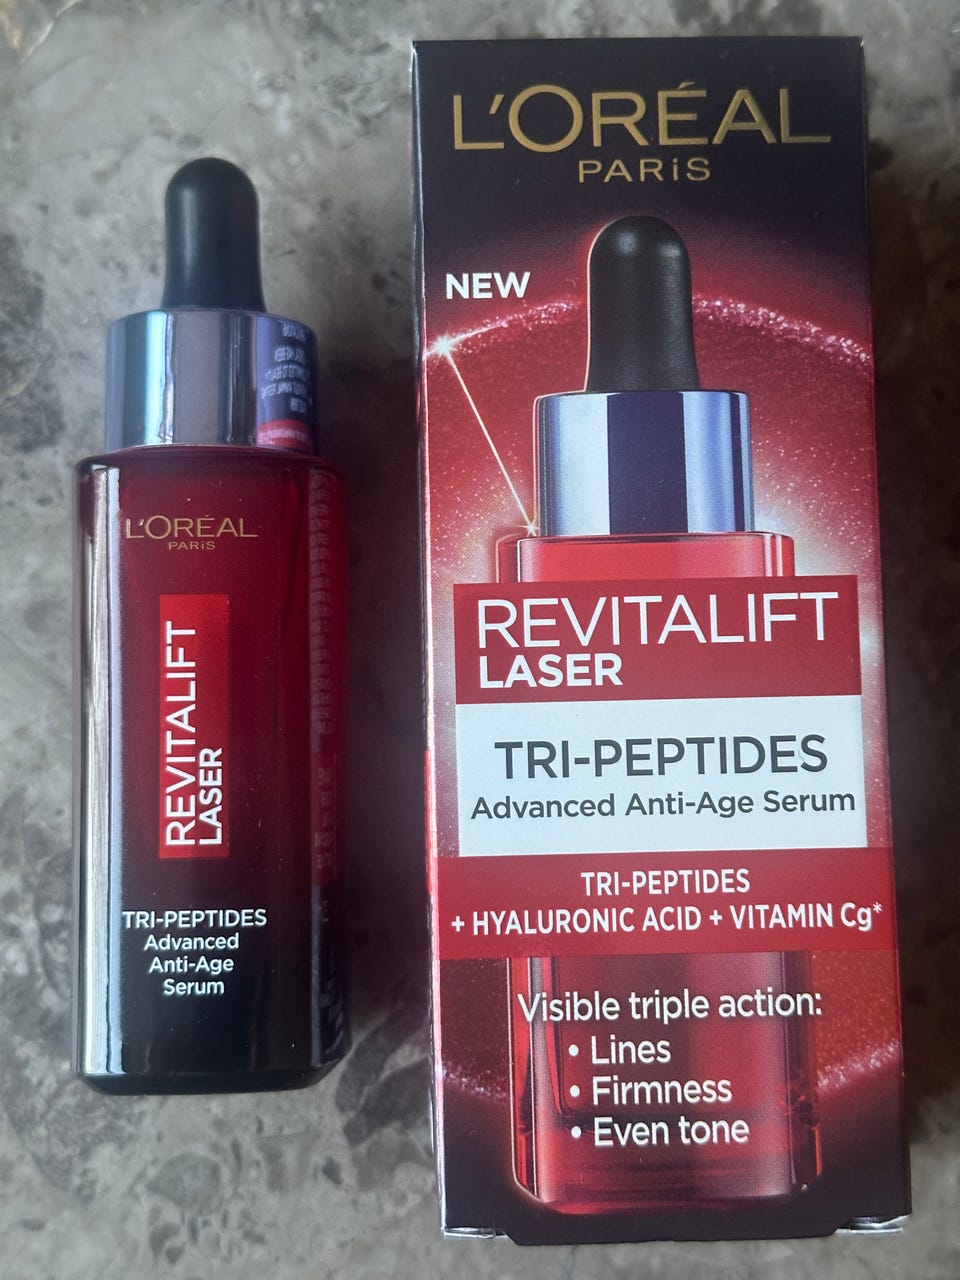 L'ORÉAL
PARiS
REVITALIFT
LASER
TRI-PEPTIDES
Advanced
Anti-Age
Serum
L'ORÉAL
PARiS
NEW
REVITALIFT
LASER
TRI-PEPTIDES
Advanced Anti-Age Serum
TRI-PEPTIDES
+ HYALURONIC ACID + VITAMIN Cg*
Visible triple action:
• Lines
• Firmness
• Even tone